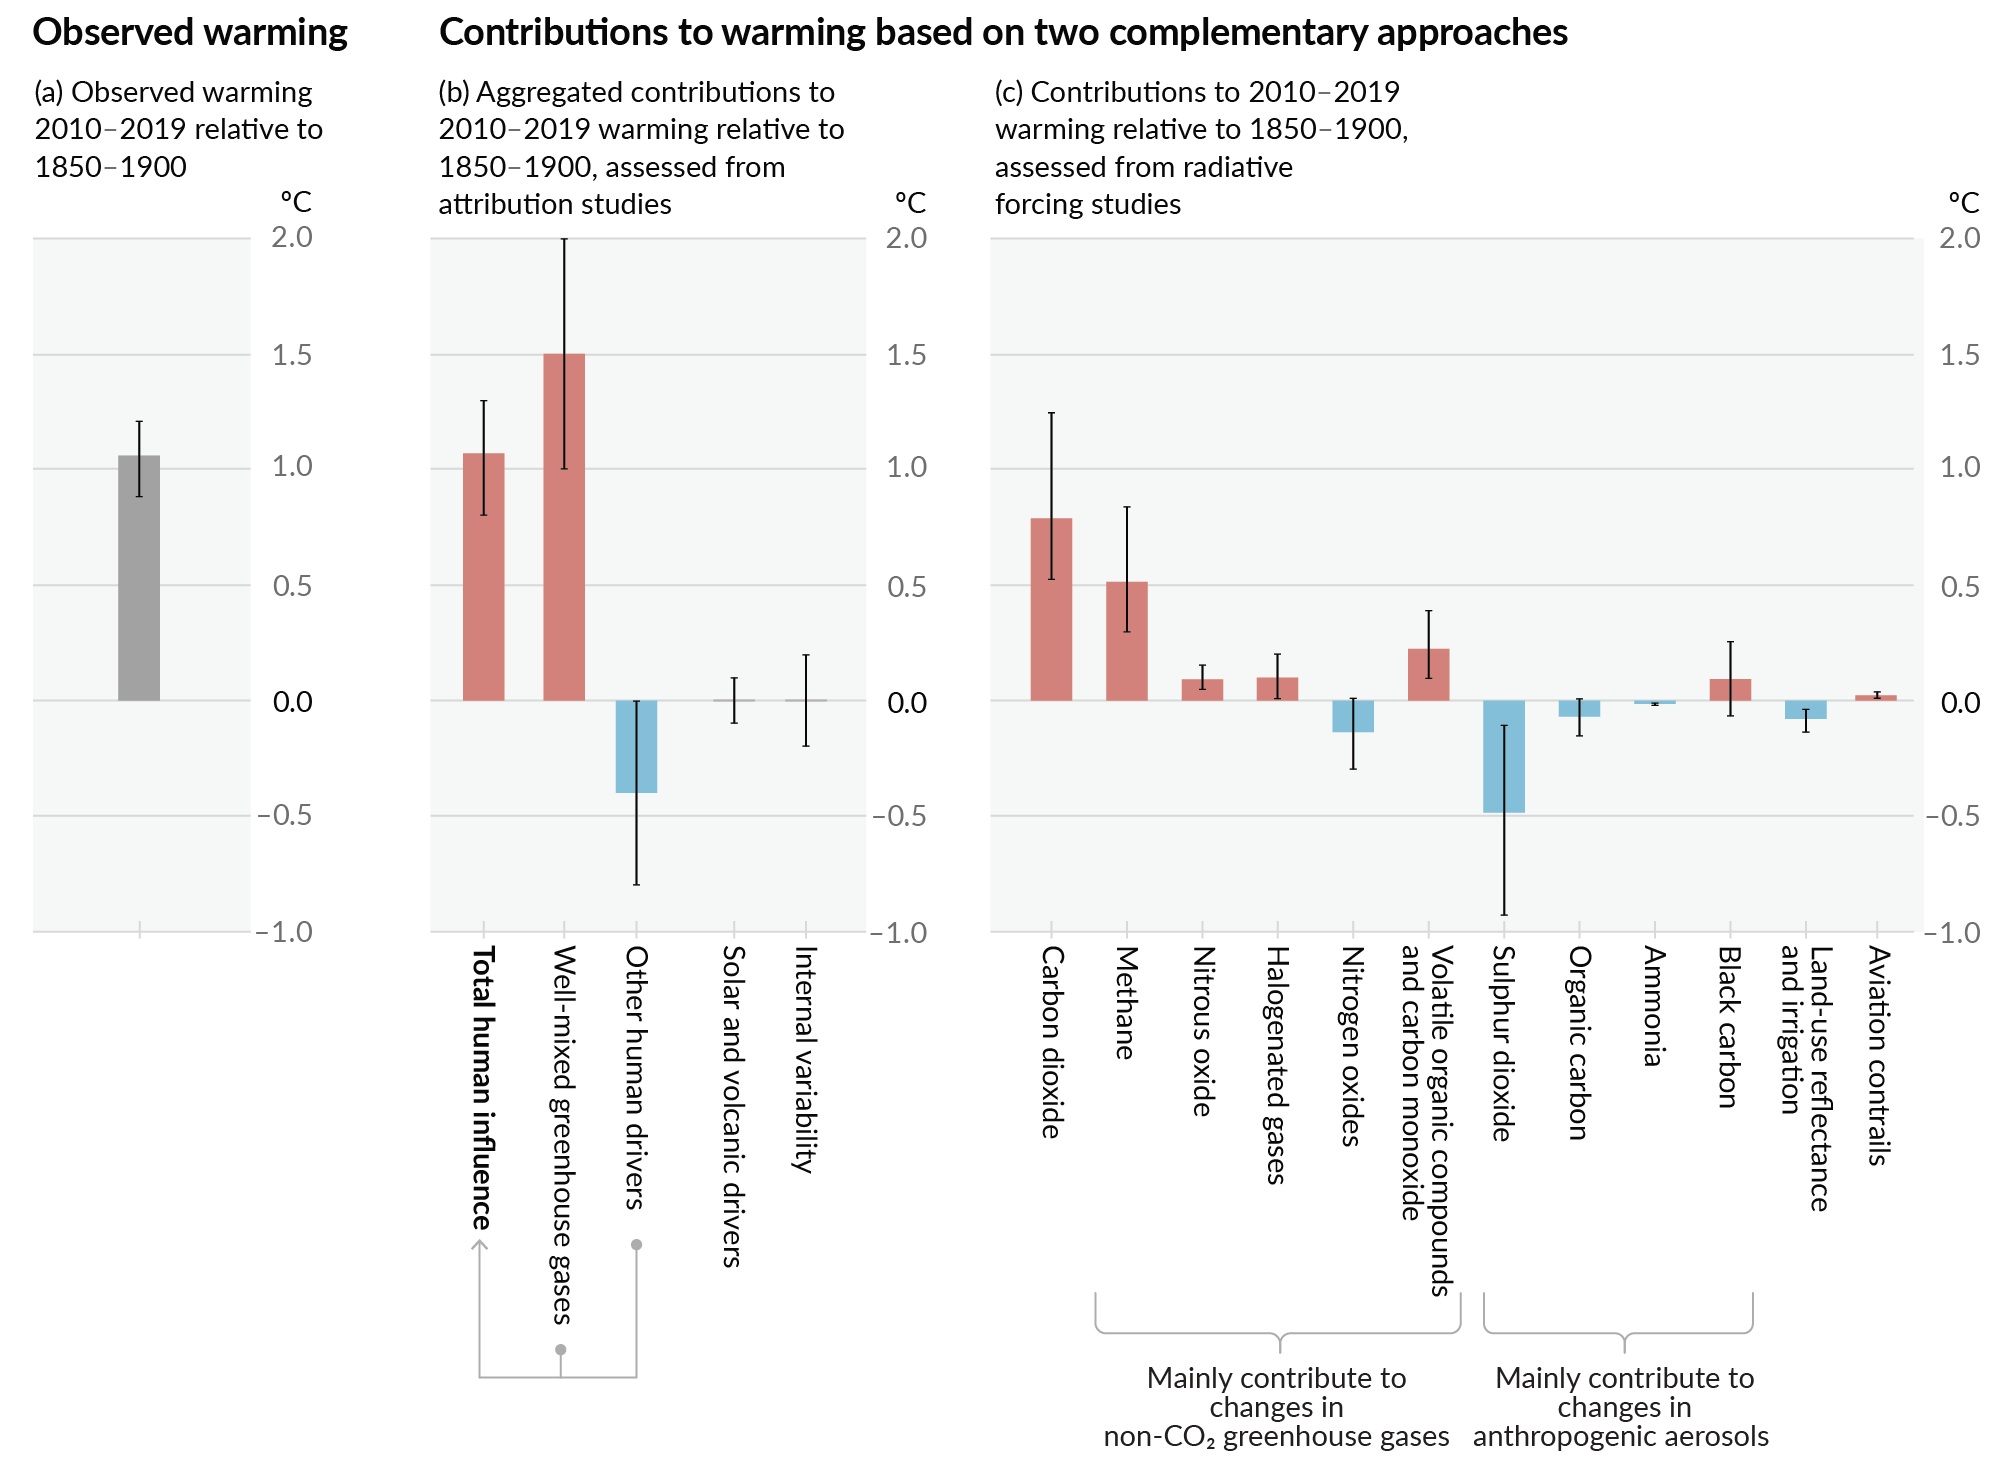 Observed warming
Contributions to warming based on two complementary approaches
(a) Observed warming
2010–2019 relative to
1850–1900
(b) Aggregated contributions to
2010–2019 warming relative to
1850–1900, assessed from
attribution studies
(c) Contributions to 2010–2019
warming relative to 1850–1900,
assessed from radiative
forcing studies
ºC
2.0
1.5
1.0
0.5
0.0
–0.5
–1.0
ºC
2.0
1.5
1.0
0.5
0.0
–0.5
–1.0
ºC
2.0
1.5
1.0
0.5
0.0
–0.5
–1.0
Total human influence
Well-mixed greenhouse gases
Other human drivers
Solar and volcanic drivers
Internal variability
Carbon dioxide
Methane
Nitrous oxide
Halogenated gases
Nitrogen oxides
Volatile organic compounds
and carbon monoxide
Sulphur dioxide
Organic carbon
Ammonia
Black carbon
Land-use reflectance
and irrigation
Aviation contrails
Mainly contribute to
changes in
non-CO₂ greenhouse gases
Mainly contribute to
changes in
anthropogenic aerosols